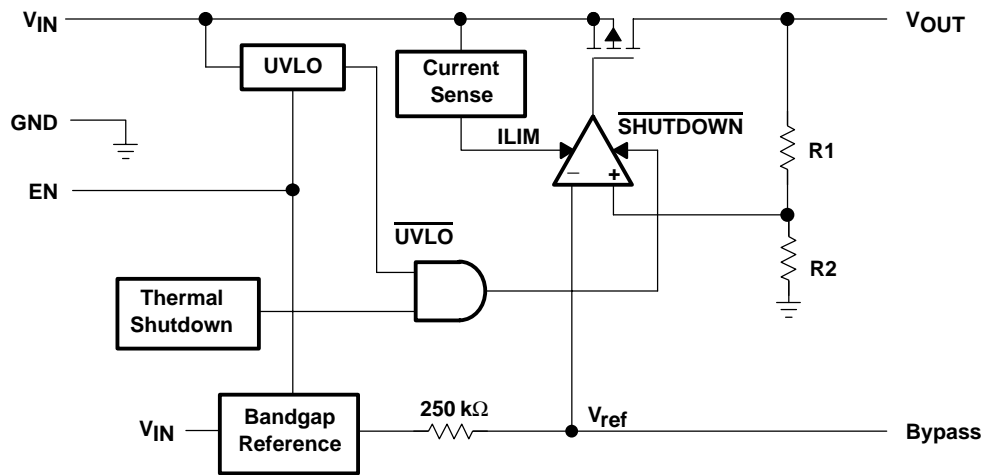 VIN
VOUT
UVLO
Current
Sense
SHUTDOWN
GND
ILIM
R1
EN
− +
UVLO
R2
Thermal
Shutdown
250 kΩ
VIN
Bandgap
Reference
Vref
Bypass